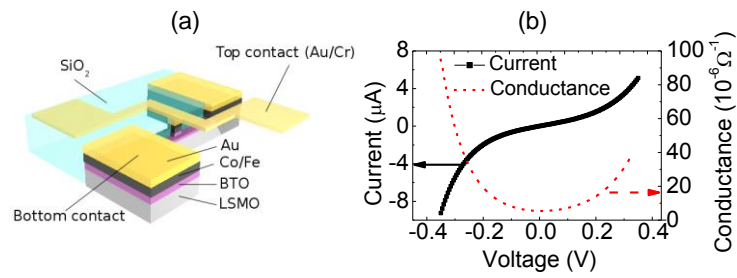 (a)
(b)
SiO2
Top contact (Au/Cr)
Au
Co/Fe
BTO
LSMO
Bottom contact
8
4
0
-4
-8
Current (μA)
Current
Conductance
-0.4 -0.2 0.0 0.2 0.4
Voltage (V)
100
80
60
40
20
0
Conductance (10-6Ω-1)